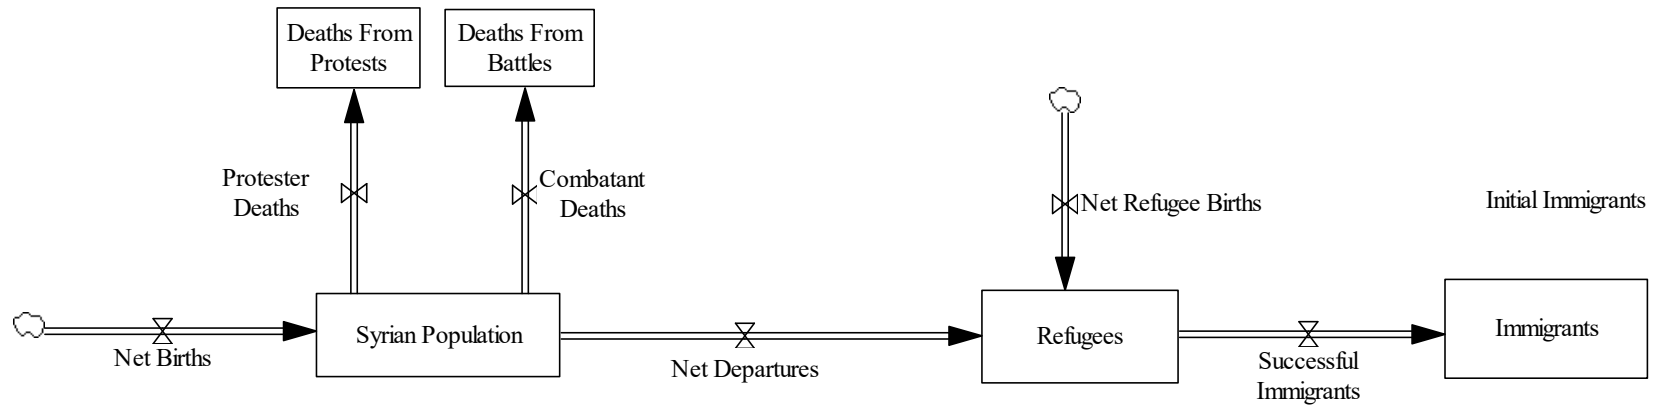 Deaths From
Protests
Deaths From
Battles
Protester
Deaths
Combatant
Deaths
Net Refugee Births
Initial Immigrants
Net Births
Syrian Population
Net Departures
Refugees
Successful
Immigrants
Immigrants